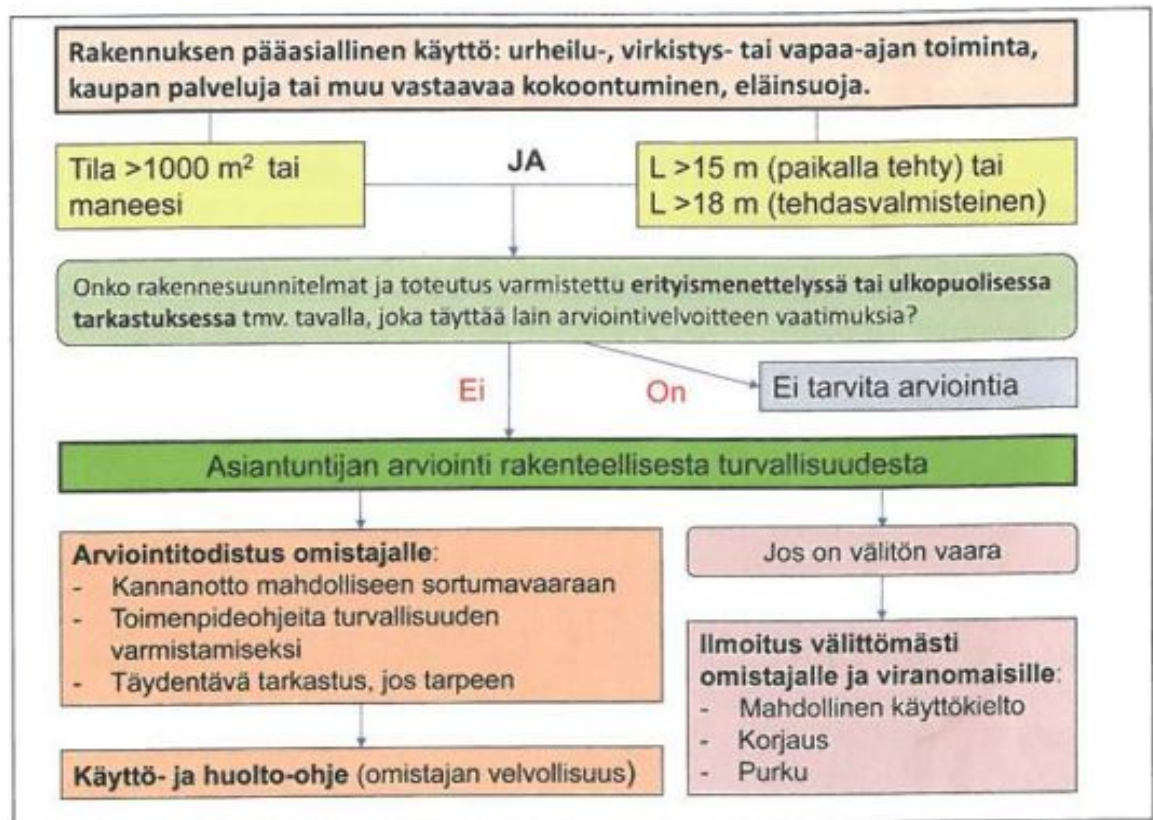 Rakennuksen pääasiallinen käyttö: urheilu-, virkistys- tai vapaa-ajan toiminta,
kaupan palveluja tai muu vastaavaa kokoontuminen, eläinsuoja.
Tila >1000 m² tai
maneesi
JA
L >15 m (paikalla tehty) tai
L >18 m (tehdasvalmisteinen)
Onko rakennesuunnitelmat ja toteutus varmistettu erityismenettelyssä tai ulkopuolisessa
tarkastuksessa tmv. tavalla, joka täyttää lain arviointivelvoitteen vaatimuksia?
Ei
On
Ei tarvita arviointia
Asiantuntijan arviointi rakenteellisesta turvallisuudesta
Arviointitodistus omistajalle:
- Kannanotto mahdolliseen sortumavaaraan
- Toimenpideohjeita turvallisuuden
varmistamiseksi
- Täydentävä tarkastus, jos tarpeen
Käyttö- ja huolto-ohje (omistajan velvollisuus)
Jos on välitön vaara
Ilmoitus välittömästi
omistajalle ja viranomaisille:
- Mahdollinen käyttökielto
- Korjaus
- Purku